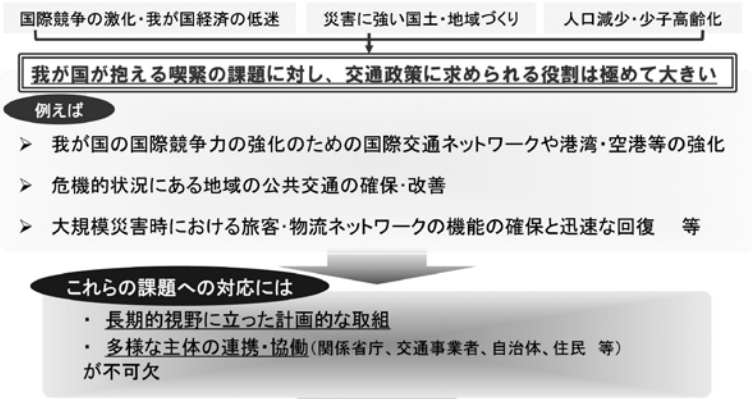 国際競争の激化・我が国経済の低迷
災害に強い国土・地域づくり
人口減少・少子高齢化
我が国が抱える喫緊の課題に対し、交通政策に求められる役割は極めて大きい
例えば
➢ 我が国の国際競争力の強化のための国際交通ネットワークや港湾・空港等の強化
➢ 危機的状況にある地域の公共交通の確保・改善
➢ 大規模災害時における旅客・物流ネットワークの機能の確保と迅速な回復 等
これらの課題への対応には
・ 長期的視野に立った計画的な取組
・ 多様な主体の連携・協働(関係省庁、交通事業者、自治体、住民 等)
が不可欠